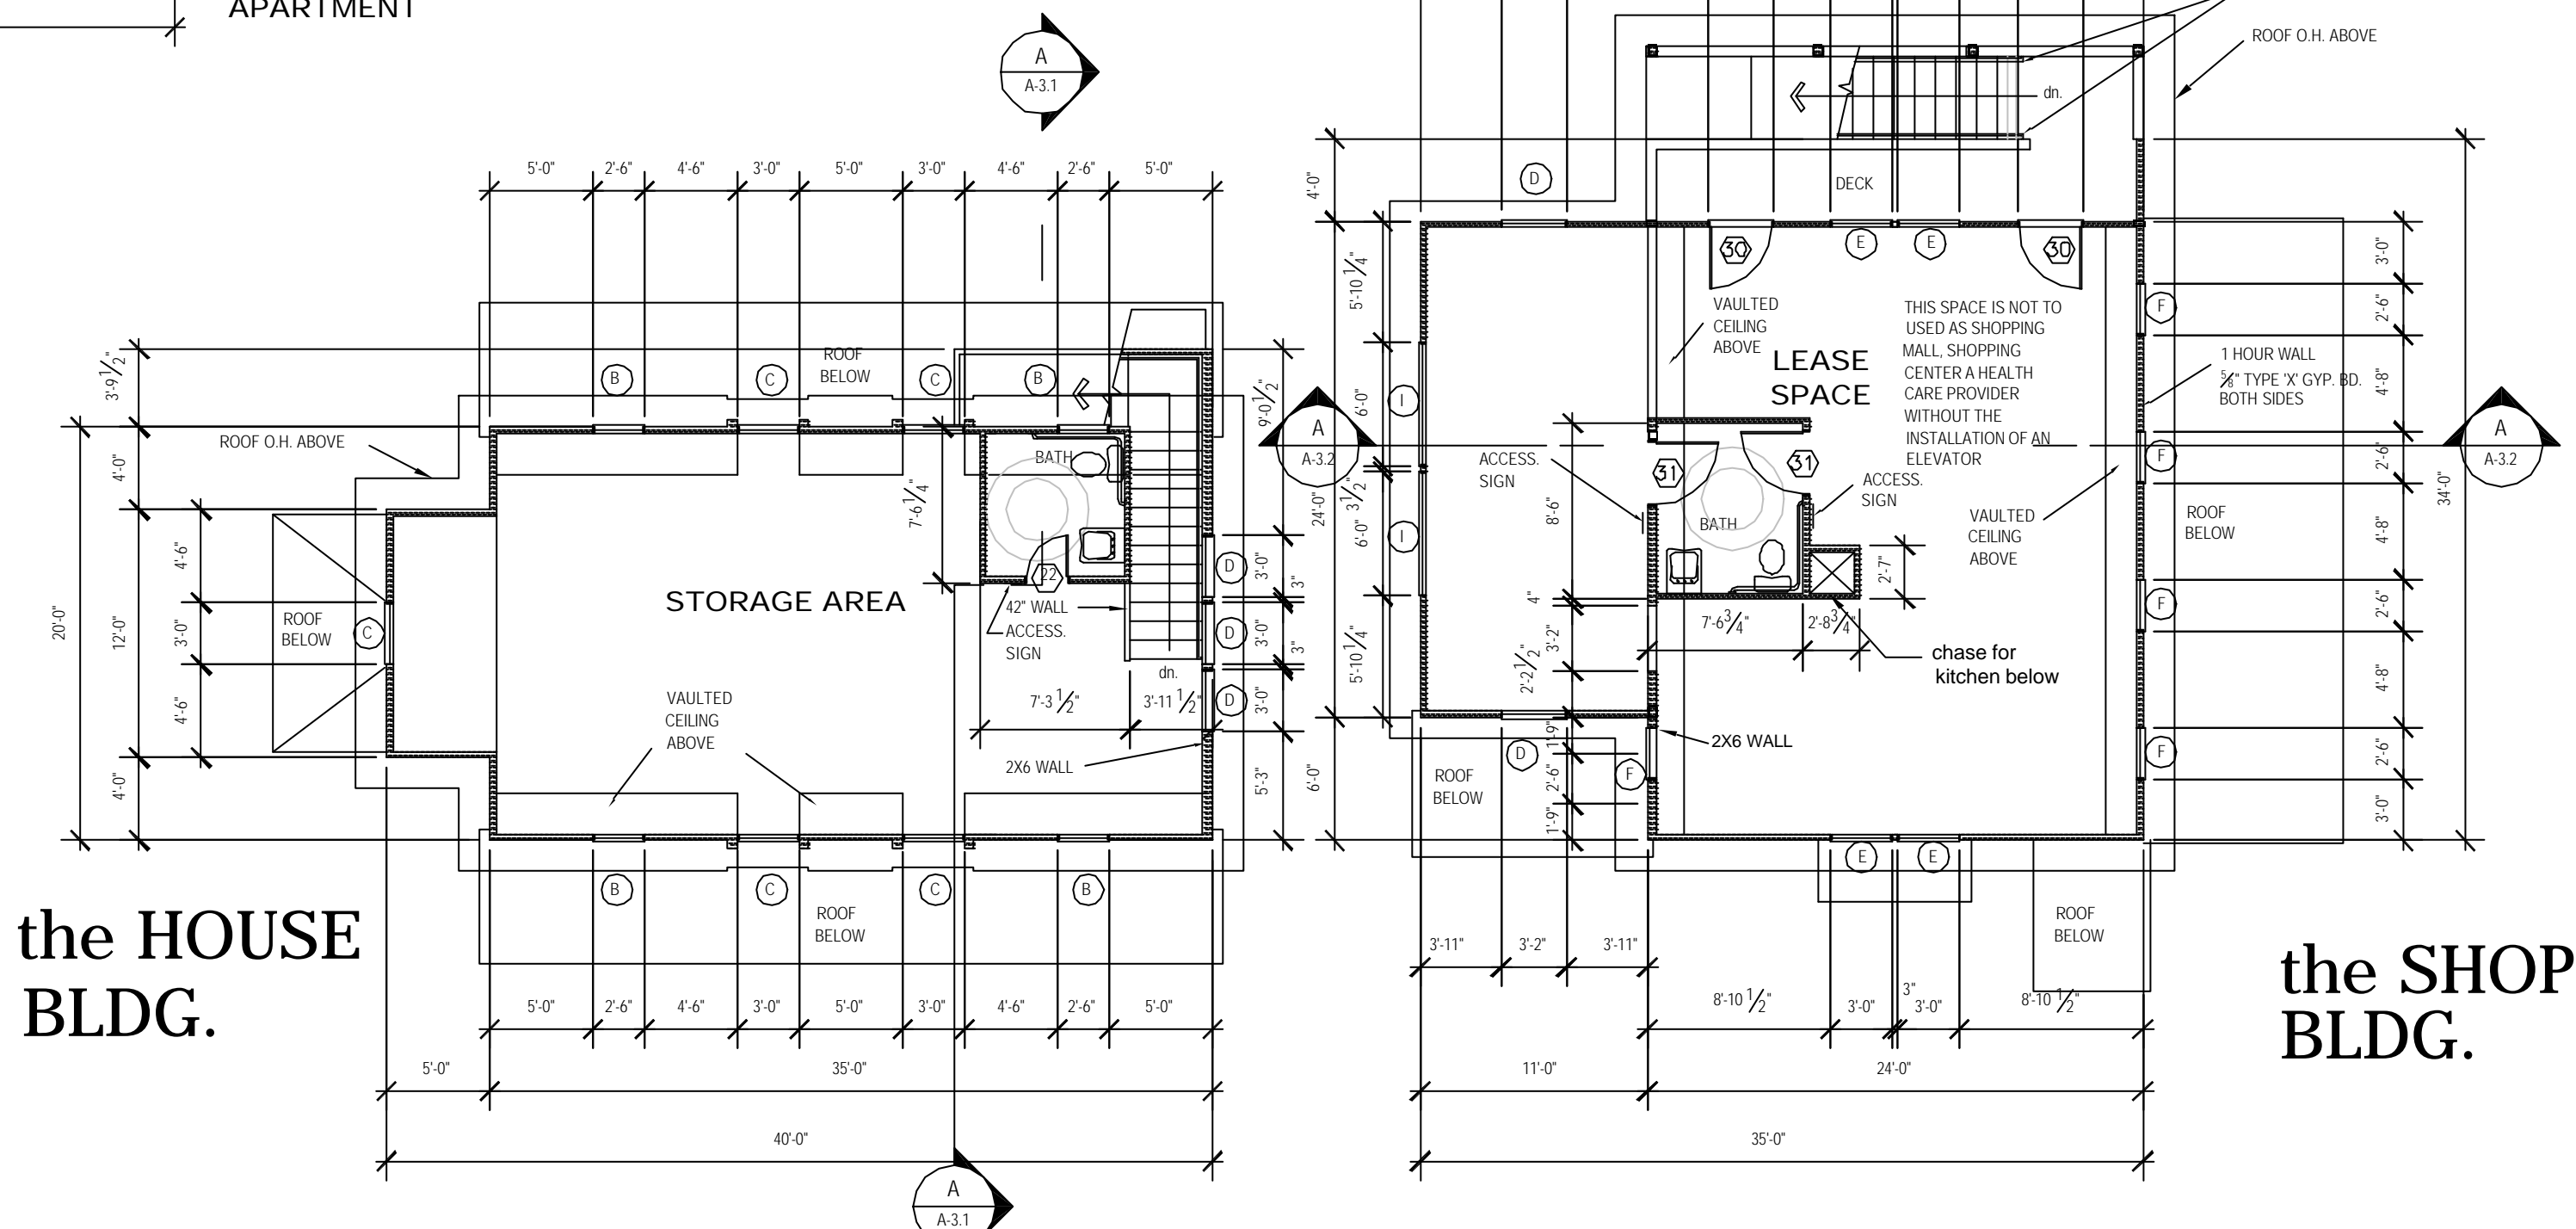 APARTMENT
A
A-3.1
5'-0"
2'-6"
4'-6"
3'-0"
5'-0"
3'-0"
4'-6"
2'-6"
5'-0"
3'-9 1/2"
20'-0"
4'-0"
12'-0"
4'-0"
4'-6"
3'-0"
4'-6"
ROOF O.H. ABOVE
B
C
ROOF
BELOW
C
B
BATH
7'-6 1/4"
22
STORAGE AREA
42" WALL
ACCESS.
SIGN
ROOF
BELOW
C
VAULTED
CEILING
ABOVE
7'-3 1/2"
dn.
3'-11 1/2"
2X6 WALL
D
D
D
9'-0 1/2"
3'-0"
3"
3'-0"
3"
3'-0"
5'-3"
B
C
C
B
ROOF
BELOW
5'-0"
2'-6"
4'-6"
3'-0"
5'-0"
3'-0"
4'-6"
2'-6"
5'-0"
5'-0"
35'-0"
40'-0"
A
A-3.1
the HOUSE
BLDG.
ROOF O.H. ABOVE
dn.
DECK
D
4'-0"
24'-0"
6'-0"
5'-10 1/4"
6'-0"
3 1/2"
6'-0"
5'-10 1/4"
I
I
A
A-3.2
30
E
E
30
VAULTED
CEILING
ABOVE
LEASE
SPACE
THIS SPACE IS NOT TO
USED AS SHOPPING
MALL, SHOPPING
CENTER A HEALTH
CARE PROVIDER
WITHOUT THE
INSTALLATION OF AN
ELEVATOR
ACCESS.
SIGN
31
31
BATH
ACCESS.
SIGN
VAULTED
CEILING
ABOVE
8'-6"
4"
3'-2"
2'-2 1/2"
1'-9"
2'-6"
1'-9"
7'-6 3/4"
2'-8 3/4"
2'-7"
chase for
kitchen below
2X6 WALL
F
F
F
F
F
1 HOUR WALL
5/8" TYPE 'X' GYP. BD.
BOTH SIDES
ROOF
BELOW
3'-0"
2'-6"
4'-8"
2'-6"
4'-8"
2'-6"
4'-8"
2'-6"
3'-0"
34'-0"
A
A-3.2
D
ROOF
BELOW
E
E
ROOF
BELOW
3'-11"
3'-2"
3'-11"
8'-10 1/2"
3'-0"
3"
3'-0"
8'-10 1/2"
11'-0"
24'-0"
35'-0"
the SHOP
BLDG.